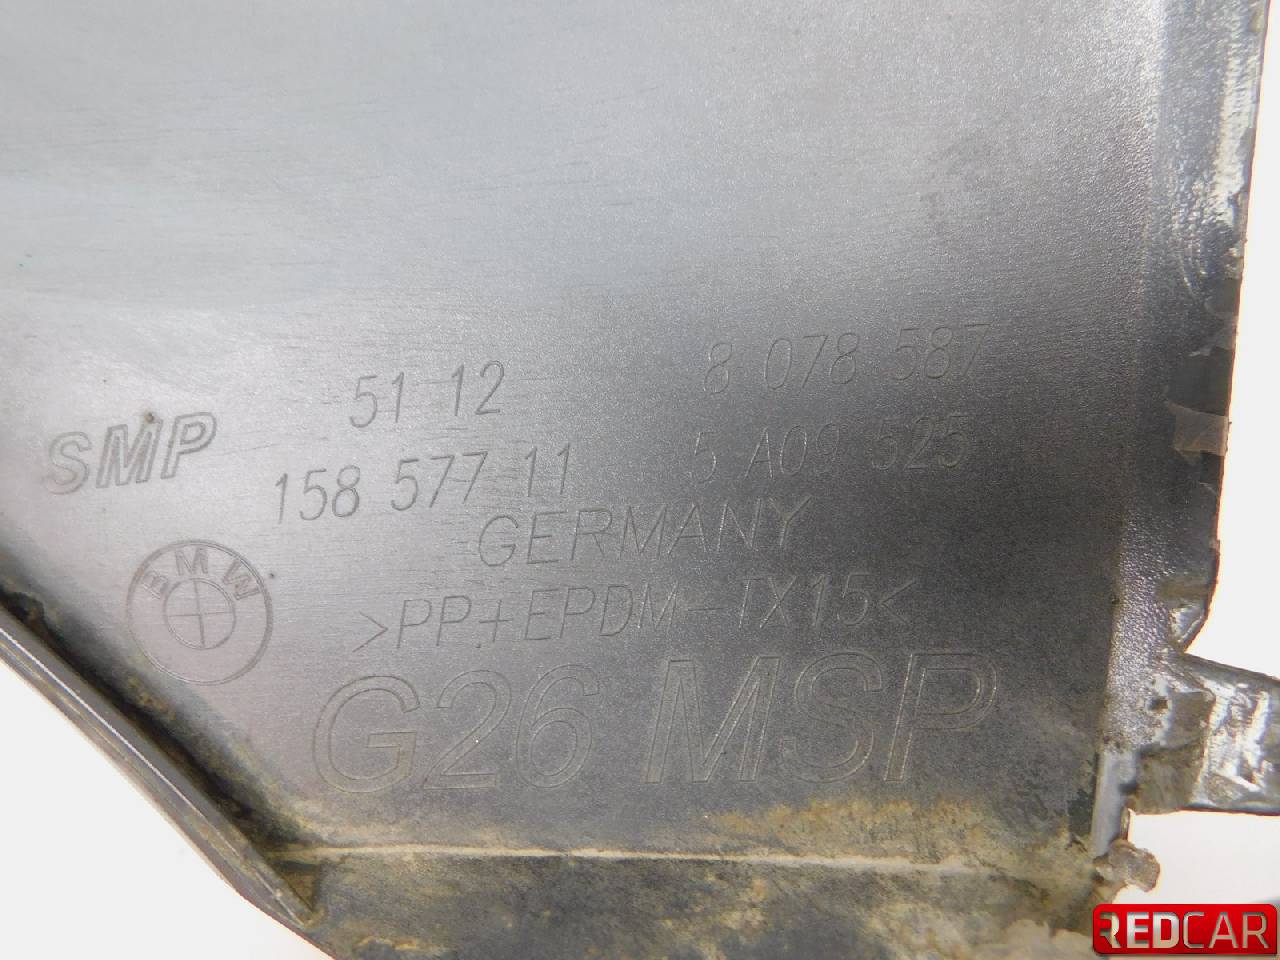 51 12 8 078 587
SMP
158 577 11 5 A09 525
GERMANY
BMW
>PP+EPDM-TX15<
G26 MSP
REDCAR